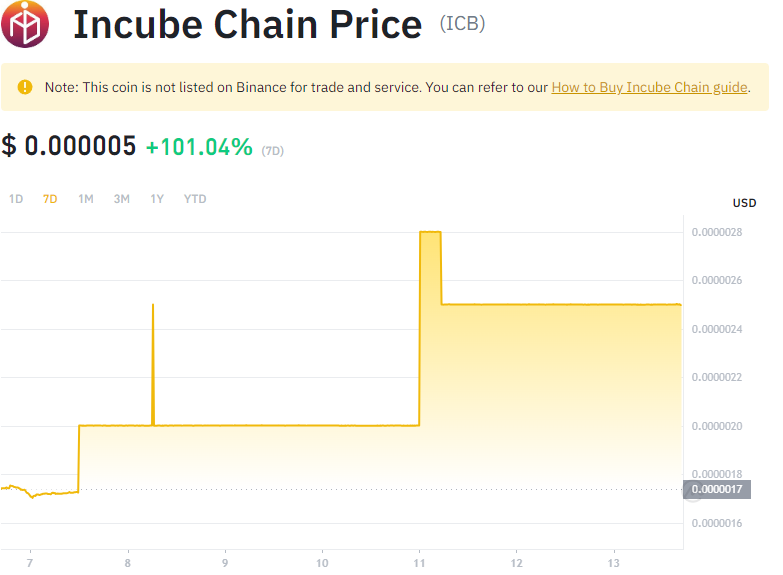 Incube Chain Price (ICB)
Note: This coin is not listed on Binance for trade and service. You can refer to our How to Buy Incube Chain guide.
$ 0.000005 +101.04% (7D)
1D 7D 1M 3M 1Y YTD
USD
0.0000028
0.0000026
0.0000024
0.0000022
0.0000020
0.0000018
0.0000017
0.0000016
7 8 9 10 11 12 13